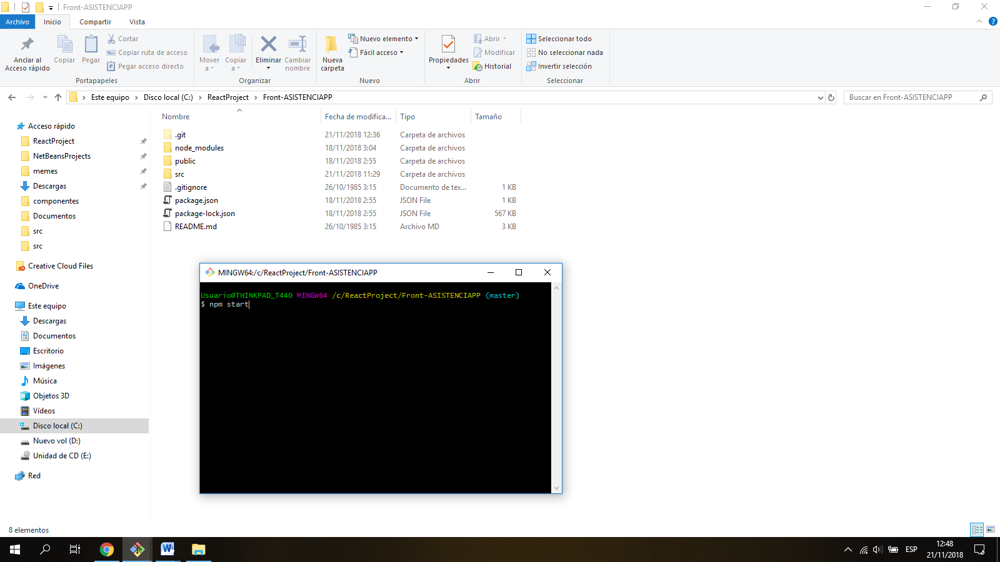 Front-ASISTENCIAPP
Archivo Inicio Compartir Vista
Anclar al Acceso rápido
Copiar
Pegar
Cortar
Copiar ruta de acceso
Pegar acceso directo
Portapapeles
Mover a
Copiar a
Eliminar
Cambiar nombre
Organizar
Nueva carpeta
Nuevo elemento
Fácil acceso
Nuevo
Propiedades
Abrir
Modificar
Historial
Abrir
Seleccionar todo
No seleccionar nada
Invertir selección
Seleccionar
Este equipo > Disco local (C:) > ReactProject > Front-ASISTENCIAPP
Buscar en Front-ASISTENCIAPP
Acceso rápido
ReactProject
NetBeansProjects
memes
Descargas
componentes
Documentos
src
src
Creative Cloud Files
OneDrive
Este equipo
Descargas
Documentos
Escritorio
Imágenes
Música
Objetos 3D
Vídeos
Disco local (C:)
Nuevo vol (D:)
Unidad de CD (E:)
Red
Nombre Fecha de modifica... Tipo Tamaño
.git 21/11/2018 12:36 Carpeta de archivos
node_modules 18/11/2018 3:04 Carpeta de archivos
public 18/11/2018 2:55 Carpeta de archivos
src 21/11/2018 11:29 Carpeta de archivos
.gitignore 26/10/1985 3:15 Documento de tex... 1 KB
package.json 18/11/2018 2:55 JSON File 1 KB
package-lock.json 18/11/2018 2:55 JSON File 567 KB
README.md 26/10/1985 3:15 Archivo MD 3 KB
MINGW64:/c/ReactProject/Front-ASISTENCIAPP
Usuario@THINKPAD_T440 MINGW64 /c/ReactProject/Front-ASISTENCIAPP (master)
$ npm start
8 elementos
ESP
12:48
21/11/2018